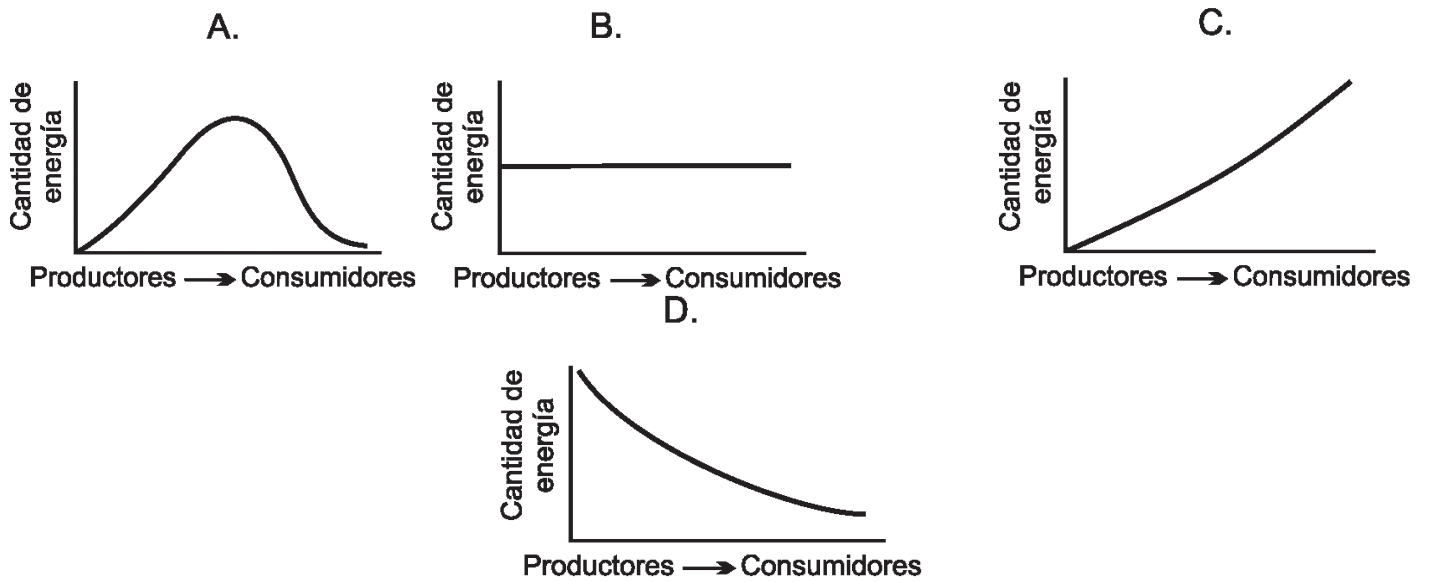 A.
Cantidad de
energía
Productores → Consumidores
B.
Cantidad de
energía
Productores → Consumidores
C.
Cantidad de
energía
Productores → Consumidores
D.
Cantidad de
energía
Productores → Consumidores